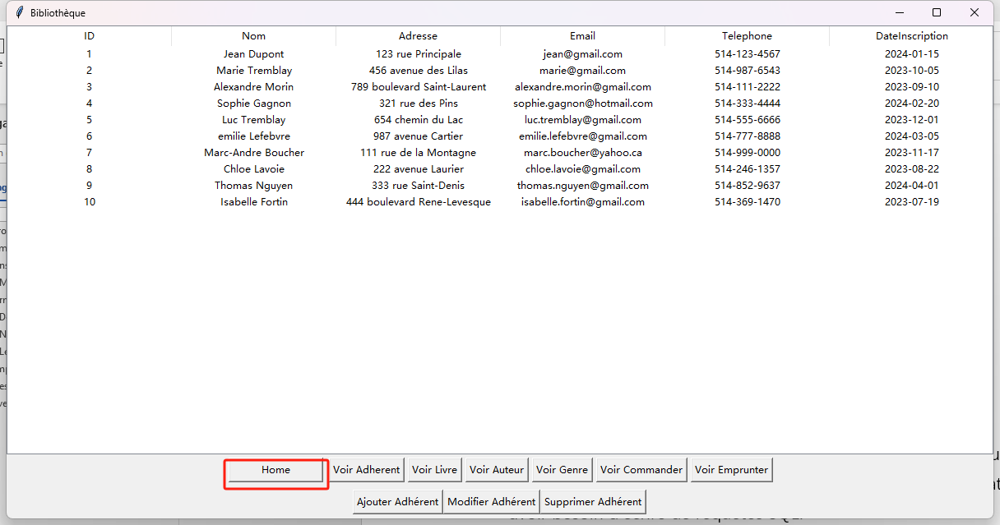 Bibliothèque
ID Nom Adresse Email Telephone DateInscription
1 Jean Dupont 123 rue Principale jean@gmail.com 514-123-4567 2024-01-15
2 Marie Tremblay 456 avenue des Lilas marie@gmail.com 514-987-6543 2023-10-05
3 Alexandre Morin 789 boulevard Saint-Laurent alexandre.morin@gmail.com 514-111-2222 2023-09-10
4 Sophie Gagnon 321 rue des Pins sophie.gagnon@hotmail.com 514-333-4444 2024-02-20
5 Luc Tremblay 654 chemin du Lac luc.tremblay@gmail.com 514-555-6666 2023-12-01
6 emilie Lefebvre 987 avenue Cartier emilie.lefebvre@gmail.com 514-777-8888 2024-03-05
7 Marc-Andre Boucher 111 rue de la Montagne marc.boucher@yahoo.ca 514-999-0000 2023-11-17
8 Chloe Lavoie 222 avenue Laurier chloe.lavoie@gmail.com 514-246-1357 2023-08-22
9 Thomas Nguyen 333 rue Saint-Denis thomas.nguyen@gmail.com 514-852-9637 2024-04-01
10 Isabelle Fortin 444 boulevard Rene-Levesque isabelle.fortin@gmail.com 514-369-1470 2023-07-19
Home Voir Adherent Voir Livre Voir Auteur Voir Genre Voir Commander Voir Emprunter
Ajouter Adhérent Modifier Adhérent Supprimer Adhérent